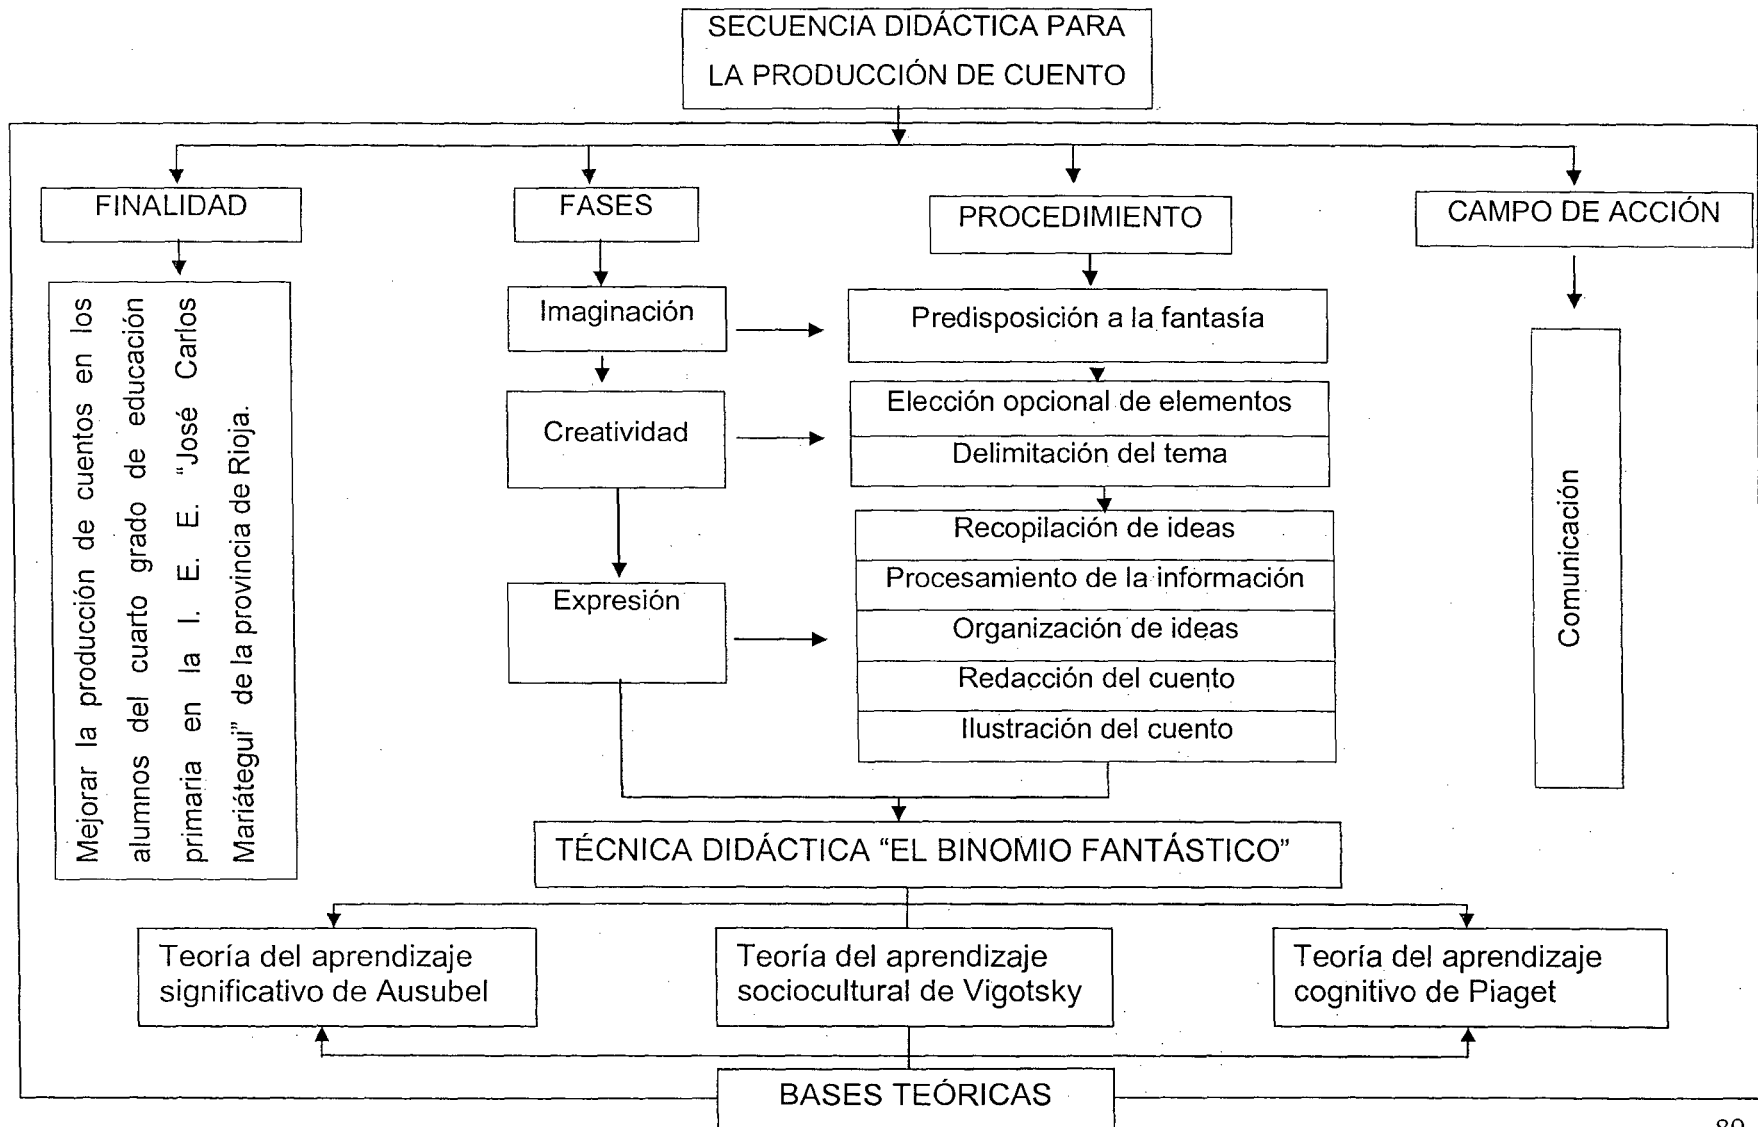 SECUENCIA DIDÁCTICA PARA
LA PRODUCCIÓN DE CUENTO
FINALIDAD
FASES
PROCEDIMIENTO
CAMPO DE ACCIÓN
Mejorar la producción de cuentos en los
alumnos del cuarto grado de educación
primaria en la I. E. E. "José Carlos
Mariátegui" de la provincia de Rioja.
Imaginación
Predisposición a la fantasía
Creatividad
Elección opcional de elementos
Delimitación del tema
Expresión
Recopilación de ideas
Procesamiento de la información
Organización de ideas
Redacción del cuento
Ilustración del cuento
Comunicación
TÉCNICA DIDÁCTICA "EL BINOMIO FANTÁSTICO"
Teoría del aprendizaje
significativo de Ausubel
Teoría del aprendizaje
sociocultural de Vigotsky
Teoría del aprendizaje
cognitivo de Piaget
BASES TEÓRICAS